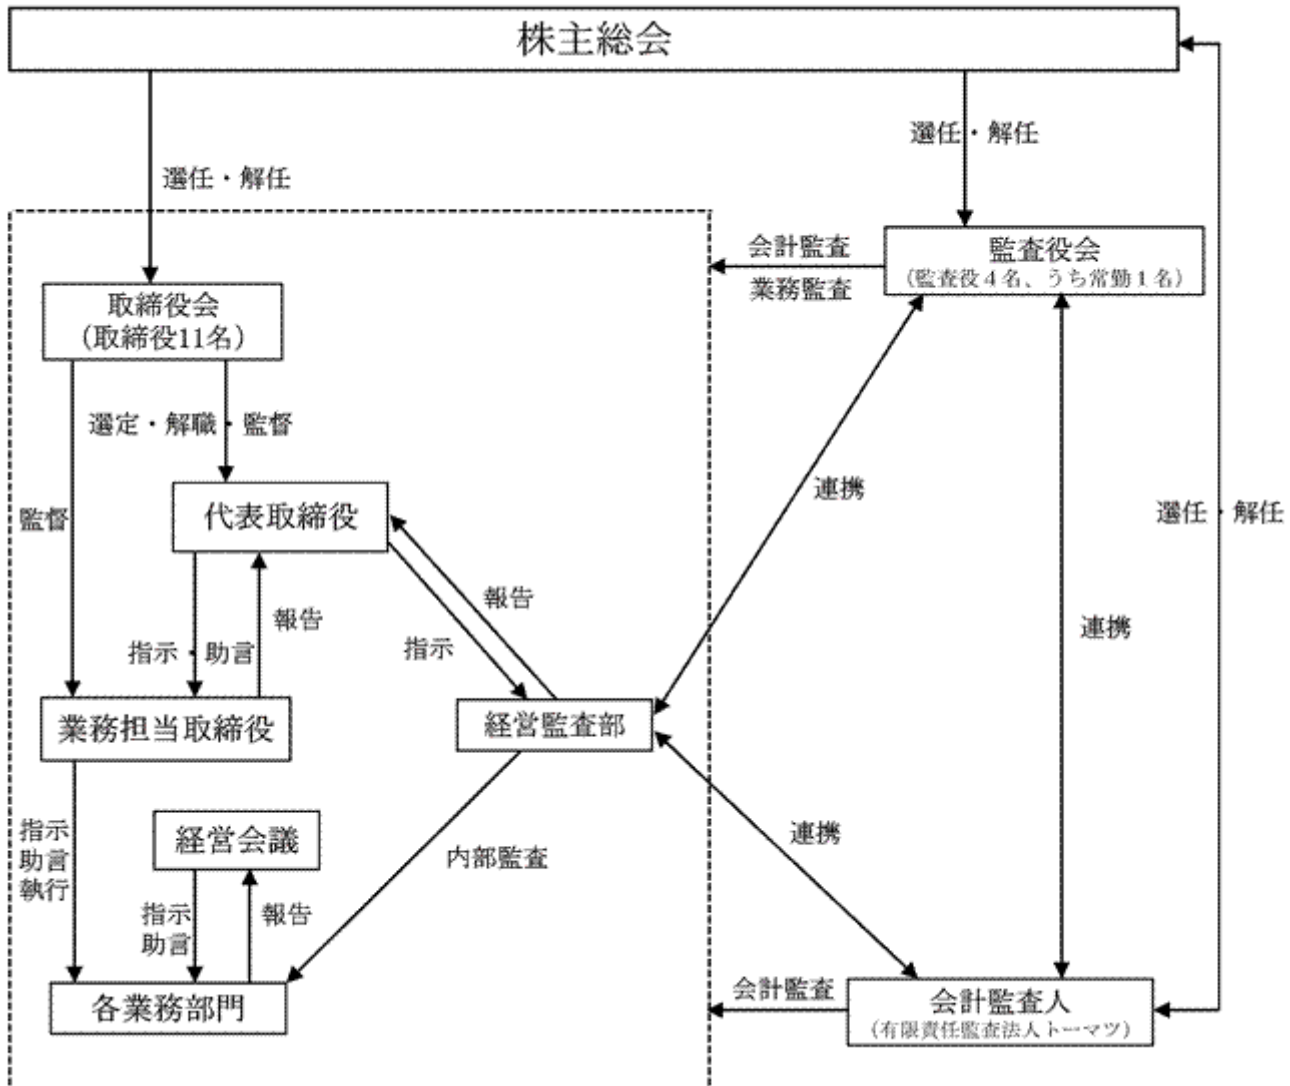 株主総会
選任・解任
選任・解任
会計監査
業務監査
監査役会
（監査役４名、うち常勤１名）
取締役会
（取締役11名）
選定・解職・監督
代表取締役
連携
選任・解任
監督
報告
指示
報告
指示・助言
連携
業務担当取締役
経営監査部
指示
助言
執行
経営会議
連携
内部監査
指示
助言
報告
各業務部門
会計監査
会計監査人
（有限責任監査法人トーマツ）